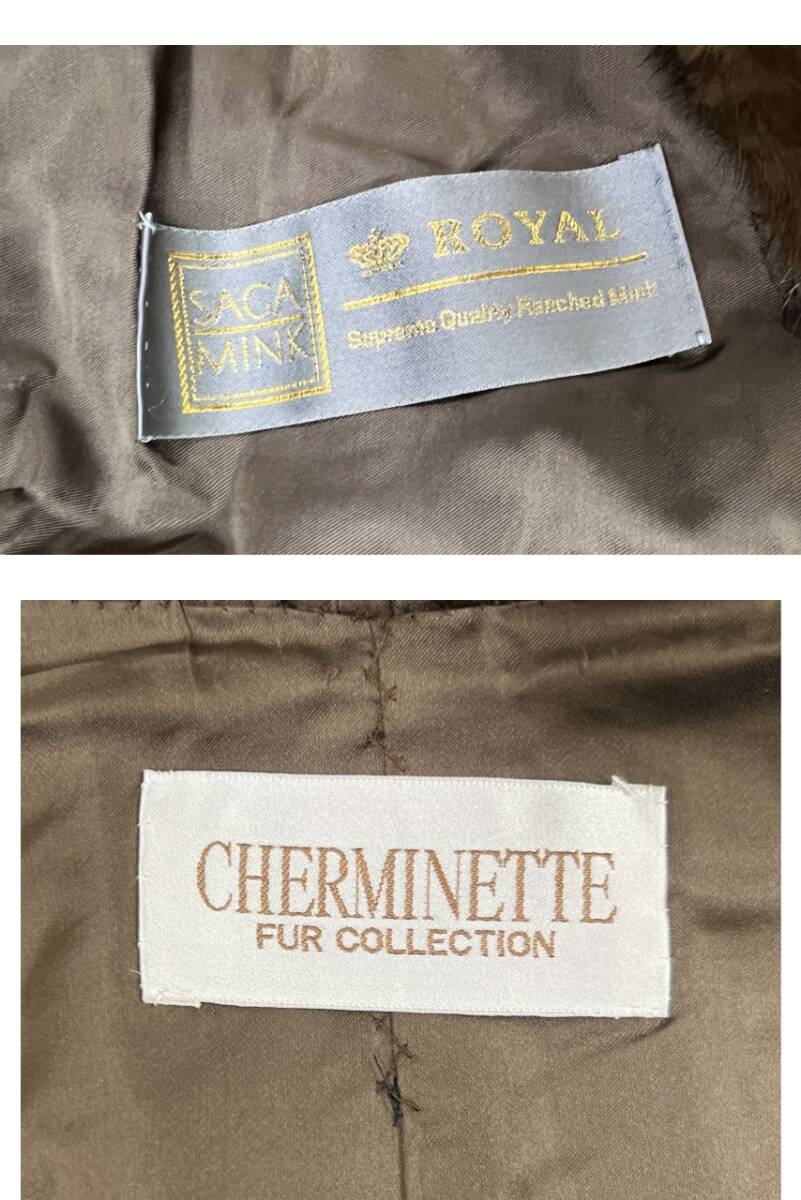 SAGA
MINK
ROYAL
Supreme Quality Ranched Mink
CHERMINETTE
FUR COLLECTION